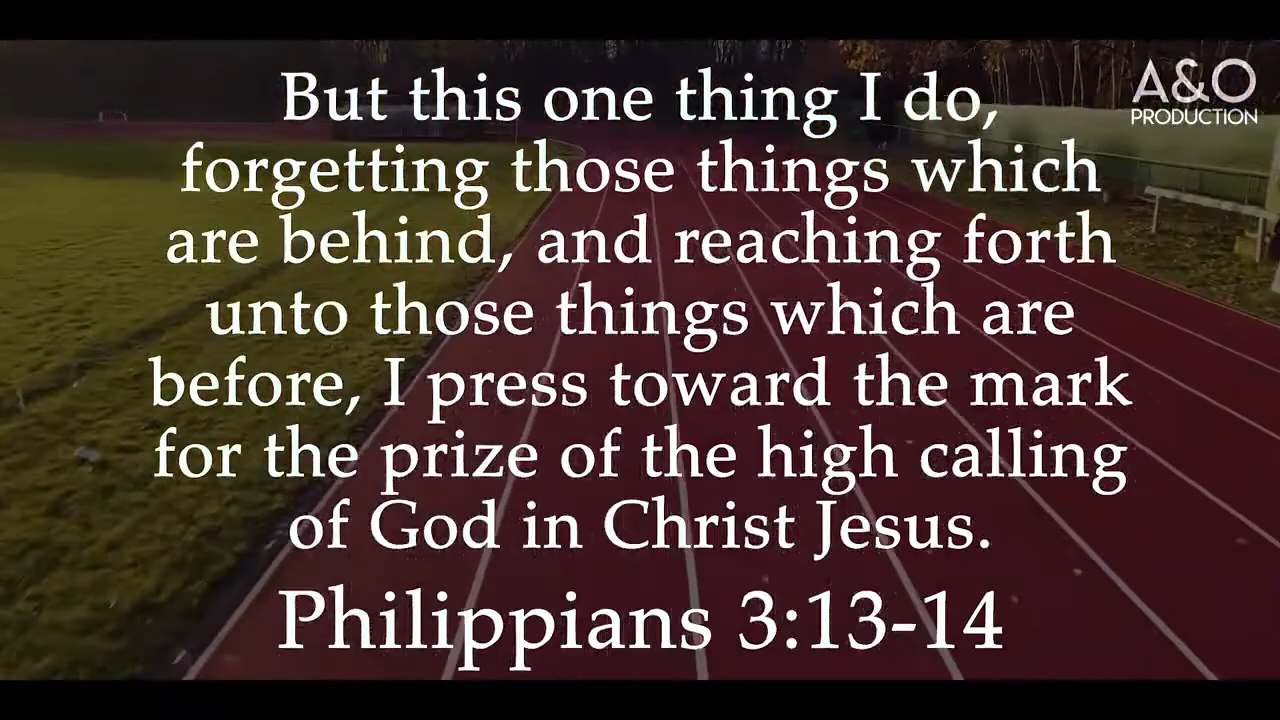 But this one thing I do,
forgetting those things which
are behind, and reaching forth
unto those things which are
before, I press toward the mark
for the prize of the high calling
of God in Christ Jesus.
Philippians 3:13-14
A&O
PRODUCTION